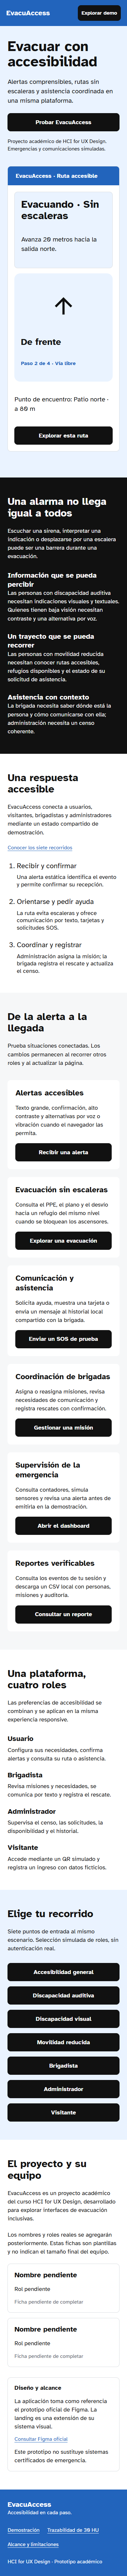 EvacuAccess
Explorar demo
Evacuar con
accesibilidad
Alertas comprensibles, rutas sin
escaleras y asistencia coordinada en
una misma plataforma.
Probar EvacuAccess
Proyecto académico de HCI for UX Design.
Emergencias y comunicaciones simuladas.
EvacuAccess · Ruta accesible
Evacuando · Sin
escaleras
Avanza 20 metros hacia la
salida norte.
De frente
Paso 2 de 4 · Vía libre
Punto de encuentro: Patio norte ·
a 80 m
Explorar esta ruta
Una alarma no llega
igual a todos
Escuchar una sirena, interpretar una
indicación o desplazarse por una escalera
puede ser una barrera durante una
evacuación.
Información que se pueda
percibir
Las personas con discapacidad auditiva
necesitan indicaciones visuales y textuales.
Quienes tienen baja visión necesitan
contraste y una alternativa por voz.
Un trayecto que se pueda
recorrer
Las personas con movilidad reducida
necesitan conocer rutas accesibles,
refugios disponibles y el estado de su
solicitud de asistencia.
Asistencia con contexto
La brigada necesita saber dónde está la
persona y cómo comunicarse con ella;
administración necesita un censo
coherente.
Una respuesta
accesible
EvacuAccess conecta a usuarios,
visitantes, brigadistas y administradores
mediante un estado compartido de
demostración.
Conocer los siete recorridos
1. Recibir y confirmar
Una alerta estática identifica el evento
y permite confirmar su recepción.
2. Orientarse y pedir ayuda
La ruta evita escaleras y ofrece
comunicación por texto, tarjetas y
solicitudes SOS.
3. Coordinar y registrar
Administración asigna la misión; la
brigada registra el rescate y actualiza
el censo.
De la alerta a la
llegada
Prueba situaciones conectadas. Los
cambios permanecen al recorrer otros
roles y al actualizar la página.
Alertas accesibles
Texto grande, confirmación, alto
contraste y alternativas por voz o
vibración cuando el navegador las
permita.
Recibir una alerta
Evacuación sin escaleras
Consulta el PPE, el plano y el desvío
hacia un refugio del mismo nivel
cuando se bloquean los ascensores.
Explorar una evacuación
Comunicación y
asistencia
Solicita ayuda, muestra una tarjeta o
envía un mensaje al historial local
compartido con la brigada.
Enviar un SOS de prueba
Coordinación de brigadas
Asigna o reasigna misiones, revisa
necesidades de comunicación y
registra rescates con confirmación.
Gestionar una misión
Supervisión de la
emergencia
Consulta contadores, simula
sensores y revisa una alerta antes de
emitirla en la demostración.
Abrir el dashboard
Reportes verificables
Consulta los eventos de tu sesión y
descarga un CSV local con personas,
misiones y auditoría.
Consultar un reporte
Una plataforma,
cuatro roles
Las preferencias de accesibilidad se
combinan y se aplican en la misma
experiencia responsive.
Usuario
Configura sus necesidades, confirma
alertas y consulta su ruta o asistencia.
Brigadista
Revisa misiones y necesidades, se
comunica por texto y registra el rescate.
Administrador
Supervisa el censo, las solicitudes, la
disponibilidad y el historial.
Visitante
Accede mediante un QR simulado y
registra un ingreso con datos ficticios.
Elige tu recorrido
Siete puntos de entrada al mismo
escenario. Selección simulada de roles, sin
autenticación real.
Accesibilidad general
Discapacidad auditiva
Discapacidad visual
Movilidad reducida
Brigadista
Administrador
Visitante
El proyecto y su
equipo
EvacuAccess es un proyecto académico
del curso HCI for UX Design, desarrollado
para explorar interfaces de evacuación
inclusivas.
Los nombres y roles reales se agregarán
posteriormente. Estas fichas son plantillas
y no indican el tamaño final del equipo.
Nombre pendiente
Rol pendiente
Ficha pendiente de completar
Nombre pendiente
Rol pendiente
Ficha pendiente de completar
Diseño y alcance
La aplicación toma como referencia
el prototipo oficial de Figma. La
landing es una extensión de su
sistema visual.
Consultar Figma oficial
Este prototipo no sustituye sistemas
certificados de emergencia.
EvacuAccess
Accesibilidad en cada paso.
Demostración
Trazabilidad de 30 HU
Alcance y limitaciones
HCI for UX Design · Prototipo académico